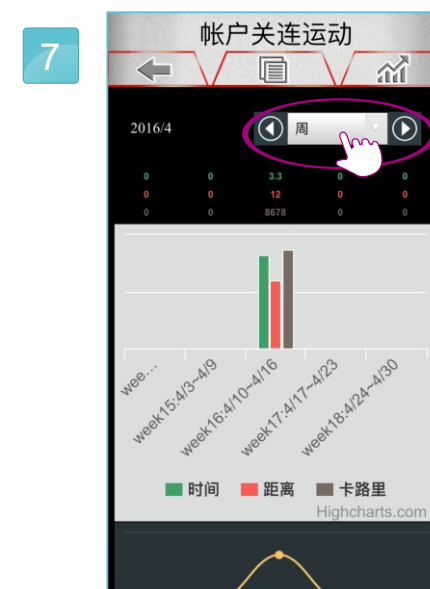 7
帐户关连运动
2016/4
周
0 0 3.3 0 0
0 0 12 0 0
0 0 8678 0 0
wee...
week15:4/3~4/9
week16:4/10~4/16
week17:4/17~4/23
week18:4/24~4/30
时间 距离 卡路里
Highcharts.com